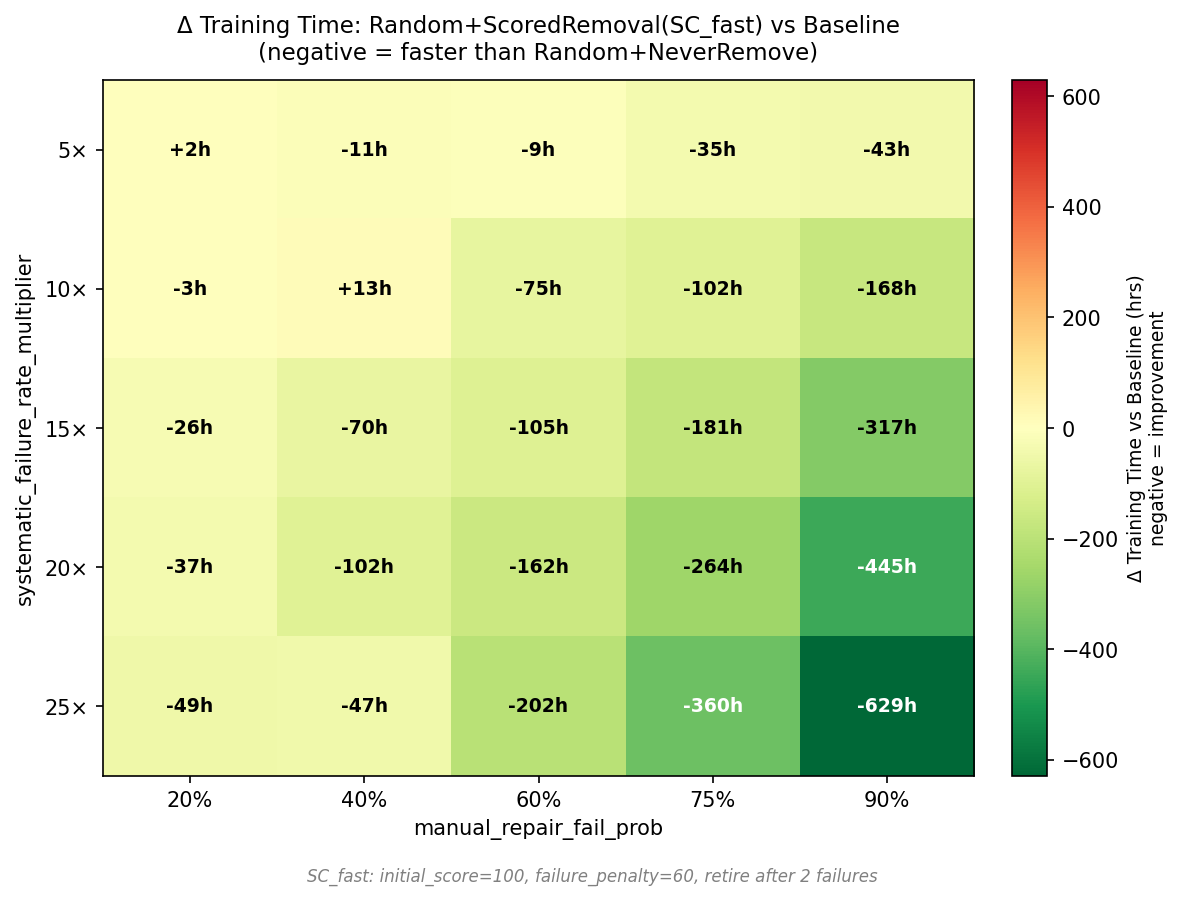 Δ Training Time: Random+ScoredRemoval(SC_fast) vs Baseline
(negative = faster than Random+NeverRemove)
systematic_failure_rate_multiplier
5× +2h -11h -9h -35h -43h
10× -3h +13h -75h -102h -168h
15× -26h -70h -105h -181h -317h
20× -37h -102h -162h -264h -445h
25× -49h -47h -202h -360h -629h
20% 40% 60% 75% 90%
manual_repair_fail_prob
600
400
200
0
−200
−400
−600
Δ Training Time vs Baseline (hrs)
negative = improvement
SC_fast: initial_score=100, failure_penalty=60, retire after 2 failures